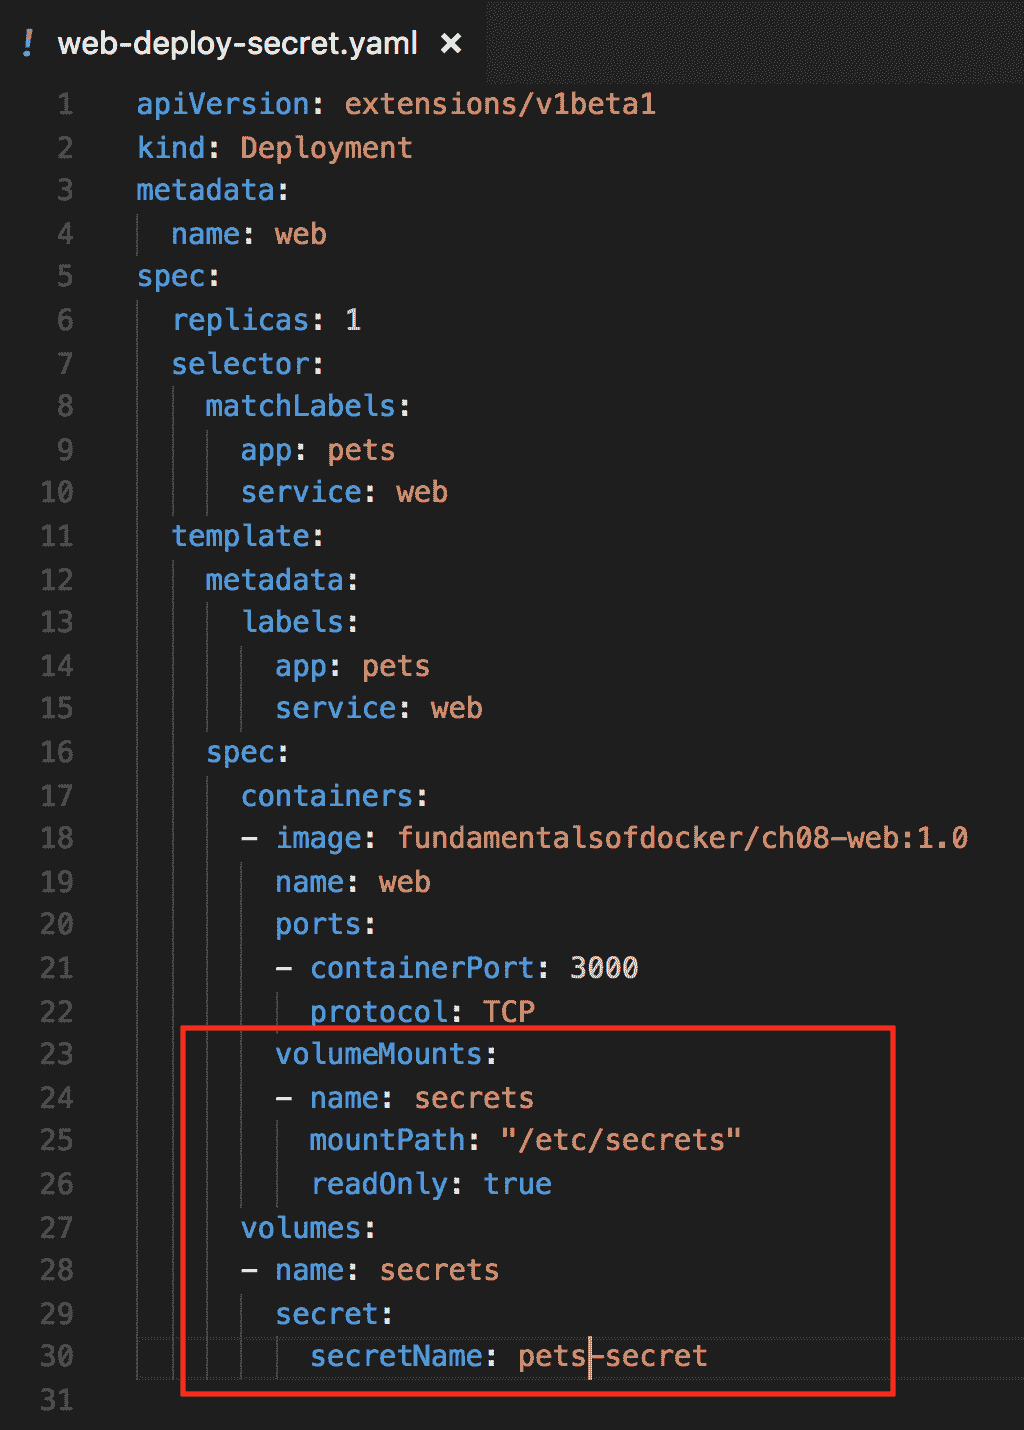 ! web-deploy-secret.yaml ×
1 apiVersion: extensions/v1beta1
2 kind: Deployment
3 metadata:
4   name: web
5 spec:
6   replicas: 1
7   selector:
8     matchLabels:
9       app: pets
10       service: web
11   template:
12     metadata:
13       labels:
14         app: pets
15         service: web
16     spec:
17       containers:
18       - image: fundamentalsofdocker/ch08-web:1.0
19         name: web
20         ports:
21         - containerPort: 3000
22           protocol: TCP
23         volumeMounts:
24         - name: secrets
25           mountPath: "/etc/secrets"
26           readOnly: true
27       volumes:
28       - name: secrets
29         secret:
30           secretName: pets-secret
31